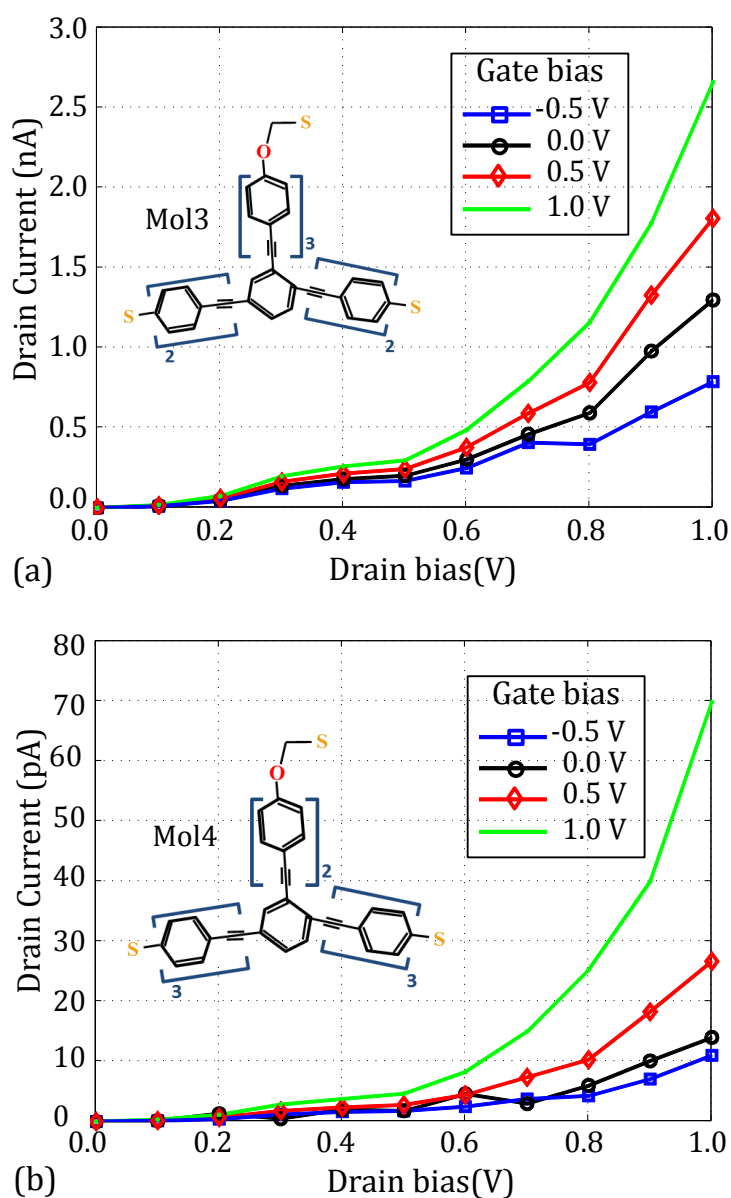 3.0
2.5
2.0
1.5
1.0
0.5
0.0
Drain Current (nA)
Gate bias
-0.5 V
0.0 V
0.5 V
1.0 V
S
O
Mol3
3
S
2
S
2
0.0 0.2 0.4 0.6 0.8 1.0
(a) Drain bias(V)
80
70
60
50
40
30
20
10
0
Drain Current (pA)
Gate bias
-0.5 V
0.0 V
0.5 V
1.0 V
S
O
Mol4
2
S
3
S
3
0.0 0.2 0.4 0.6 0.8 1.0
(b) Drain bias(V)